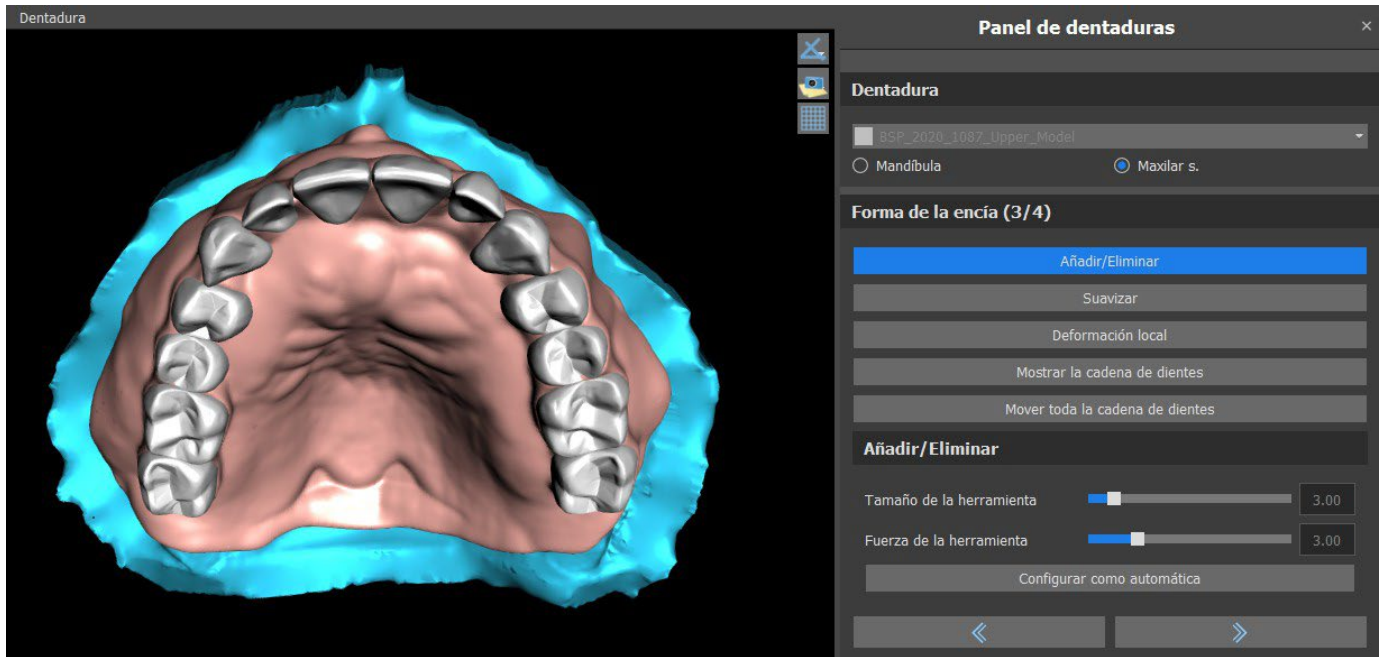 Dentadura
Panel de dentaduras
×
Dentadura
BSP_2020_1087_Upper_Model
Mandíbula
Maxilar s.
Forma de la encía (3/4)
Añadir/Eliminar
Suavizar
Deformación local
Mostrar la cadena de dientes
Mover toda la cadena de dientes
Añadir/Eliminar
Tamaño de la herramienta 3.00
Fuerza de la herramienta 3.00
Configurar como automática